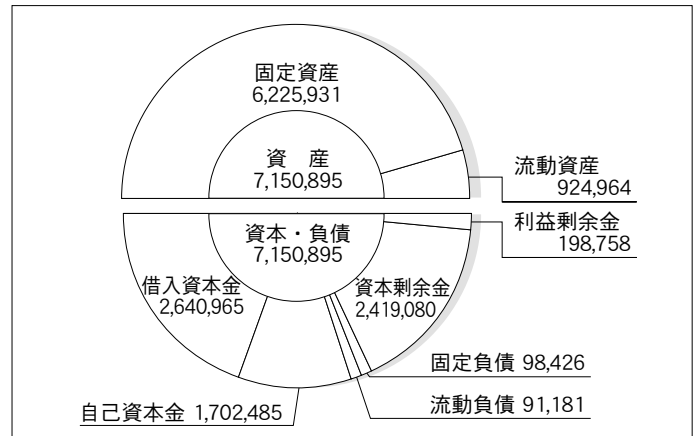 固定資産
6,225,931
資　産
7,150,895
流動資産
924,964
資本・負債
7,150,895
利益剰余金
198,758
借入資本金
2,640,965
資本剰余金
2,419,080
固定負債 98,426
流動負債 91,181
自己資本金 1,702,485